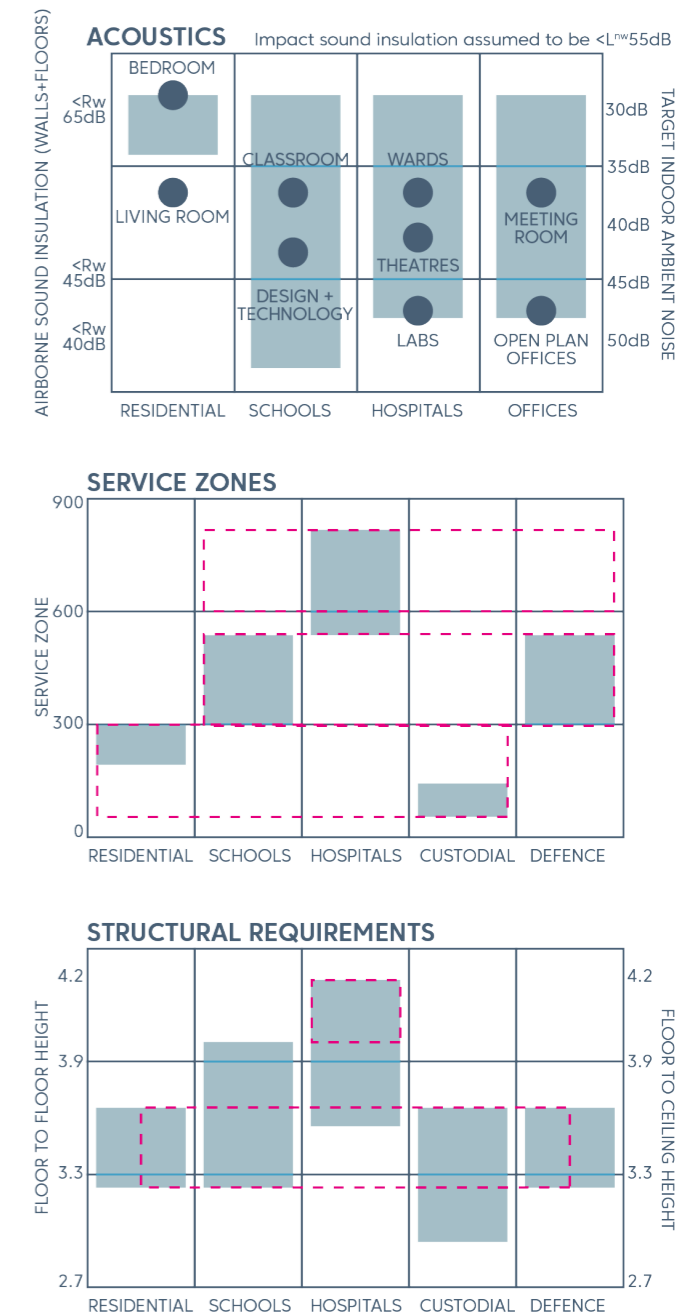 ACOUSTICS
Impact sound insulation assumed to be <Lⁿʷ55dB
AIRBORNE SOUND INSULATION (WALLS+FLOORS)
<Rw
65dB
<Rw
45dB
<Rw
40dB
BEDROOM
LIVING ROOM
CLASSROOM
DESIGN +
TECHNOLOGY
WARDS
THEATRES
LABS
MEETING
ROOM
OPEN PLAN
OFFICES
30dB
35dB
40dB
45dB
50dB
TARGET INDOOR AMBIENT NOISE
RESIDENTIAL
SCHOOLS
HOSPITALS
OFFICES
SERVICE ZONES
SERVICE ZONE
900
600
300
0
RESIDENTIAL
SCHOOLS
HOSPITALS
CUSTODIAL
DEFENCE
STRUCTURAL REQUIREMENTS
FLOOR TO FLOOR HEIGHT
4.2
3.9
3.3
2.7
4.2
3.9
3.3
2.7
FLOOR TO CEILING HEIGHT
RESIDENTIAL
SCHOOLS
HOSPITALS
CUSTODIAL
DEFENCE